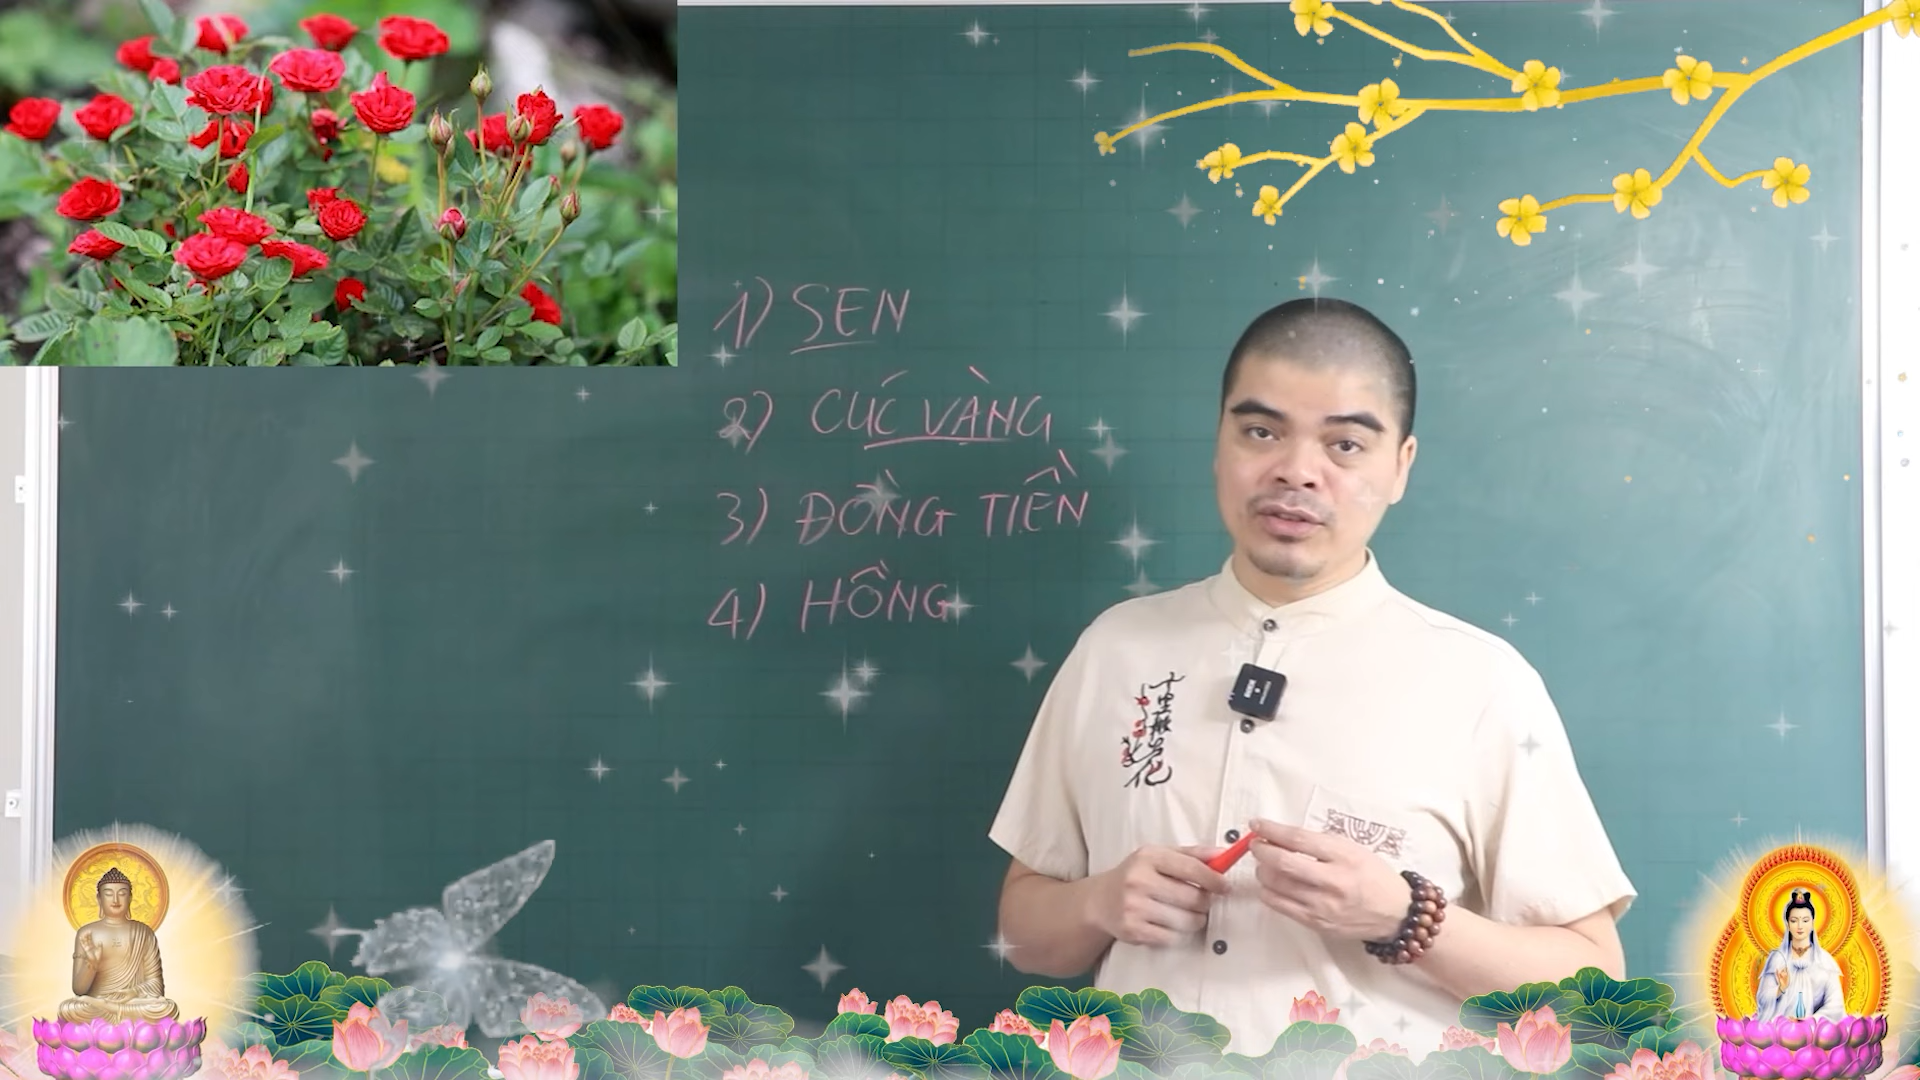 1) SEN
2) CÚC VÀNG
3) ĐỒNG TIỀN
4) HỒNG